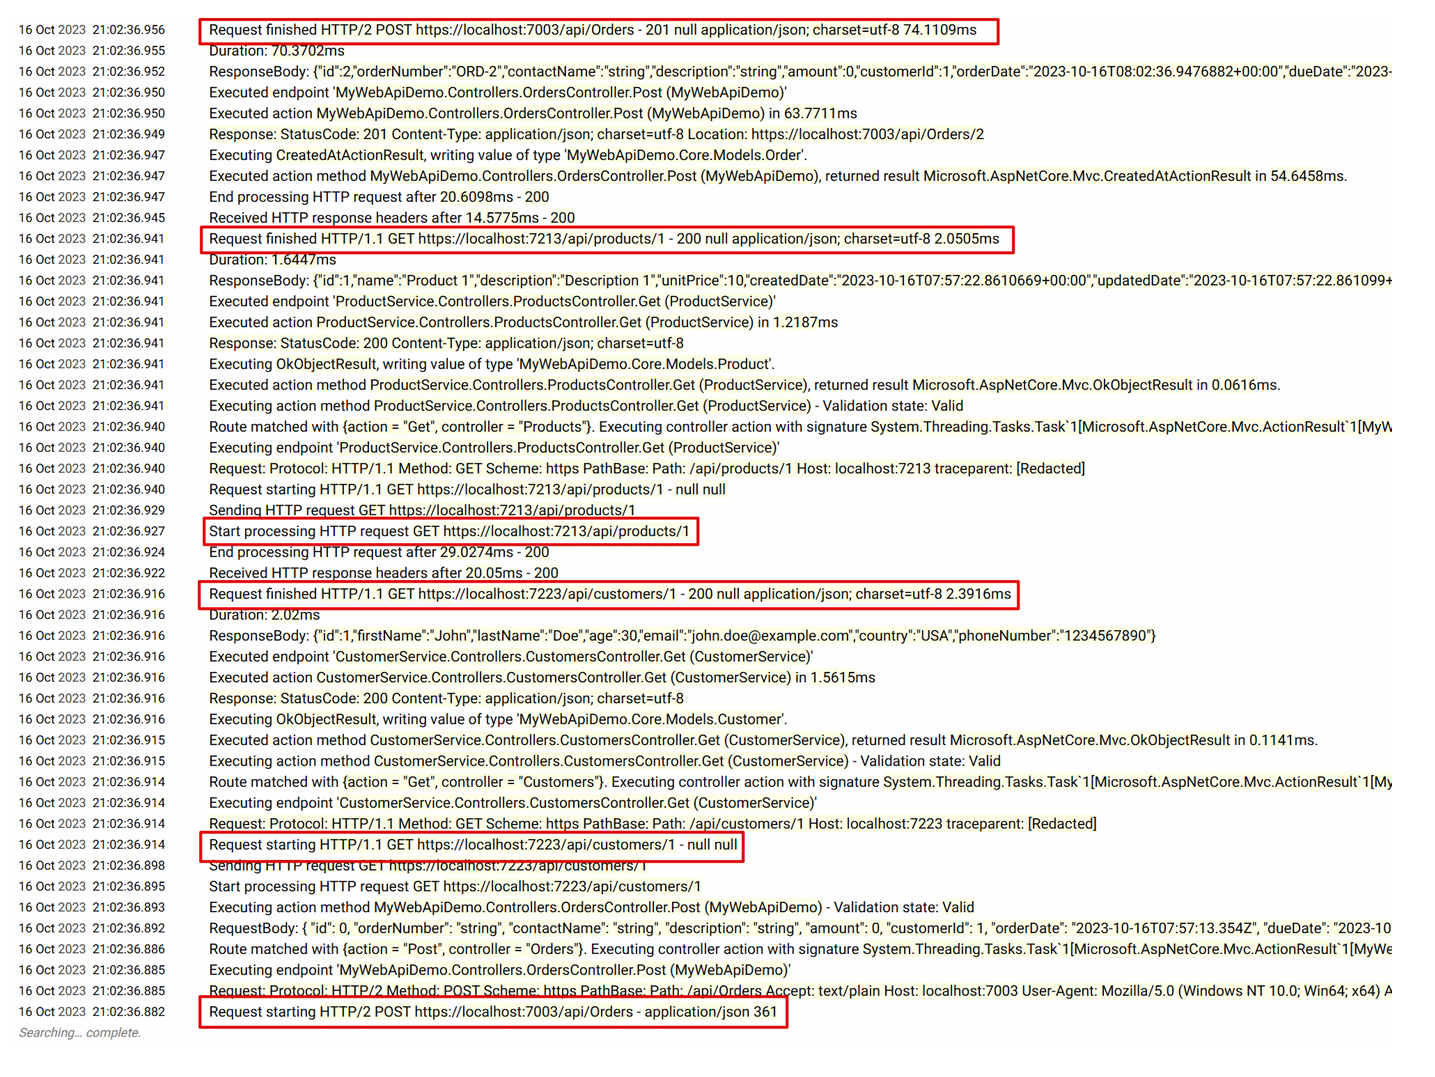 16 Oct 2023 21:02:36.956 Request finished HTTP/2 POST https://localhost:7003/api/Orders - 201 null application/json; charset=utf-8 74.1109ms
16 Oct 2023 21:02:36.955 Duration: 70.3702ms
16 Oct 2023 21:02:36.952 ResponseBody: {"id":2,"orderNumber":"ORD-2","contactName":"string","description":"string","amount":0,"customerId":1,"orderDate":"2023-10-16T08:02:36.9476882+00:00","dueDate":"2023-
16 Oct 2023 21:02:36.950 Executed endpoint 'MyWebApiDemo.Controllers.OrdersController.Post (MyWebApiDemo)'
16 Oct 2023 21:02:36.950 Executed action MyWebApiDemo.Controllers.OrdersController.Post (MyWebApiDemo) in 63.7711ms
16 Oct 2023 21:02:36.949 Response: StatusCode: 201 Content-Type: application/json; charset=utf-8 Location: https://localhost:7003/api/Orders/2
16 Oct 2023 21:02:36.947 Executing CreatedAtActionResult, writing value of type 'MyWebApiDemo.Core.Models.Order'.
16 Oct 2023 21:02:36.947 Executed action method MyWebApiDemo.Controllers.OrdersController.Post (MyWebApiDemo), returned result Microsoft.AspNetCore.Mvc.CreatedAtActionResult in 54.6458ms.
16 Oct 2023 21:02:36.947 End processing HTTP request after 20.6098ms - 200
16 Oct 2023 21:02:36.945 Received HTTP response headers after 14.5775ms - 200
16 Oct 2023 21:02:36.941 Request finished HTTP/1.1 GET https://localhost:7213/api/products/1 - 200 null application/json; charset=utf-8 2.0505ms
16 Oct 2023 21:02:36.941 Duration: 1.6447ms
16 Oct 2023 21:02:36.941 ResponseBody: {"id":1,"name":"Product 1","description":"Description 1","unitPrice":10,"createdDate":"2023-10-16T07:57:22.8610669+00:00","updatedDate":"2023-10-16T07:57:22.861099+
16 Oct 2023 21:02:36.941 Executed endpoint 'ProductService.Controllers.ProductsController.Get (ProductService)'
16 Oct 2023 21:02:36.941 Executed action ProductService.Controllers.ProductsController.Get (ProductService) in 1.2187ms
16 Oct 2023 21:02:36.941 Response: StatusCode: 200 Content-Type: application/json; charset=utf-8
16 Oct 2023 21:02:36.941 Executing OkObjectResult, writing value of type 'MyWebApiDemo.Core.Models.Product'.
16 Oct 2023 21:02:36.941 Executed action method ProductService.Controllers.ProductsController.Get (ProductService), returned result Microsoft.AspNetCore.Mvc.OkObjectResult in 0.0616ms.
16 Oct 2023 21:02:36.941 Executing action method ProductService.Controllers.ProductsController.Get (ProductService) - Validation state: Valid
16 Oct 2023 21:02:36.940 Route matched with {action = "Get", controller = "Products"}. Executing controller action with signature System.Threading.Tasks.Task`1[Microsoft.AspNetCore.Mvc.ActionResult`1[MyW
16 Oct 2023 21:02:36.940 Executing endpoint 'ProductService.Controllers.ProductsController.Get (ProductService)'
16 Oct 2023 21:02:36.940 Request: Protocol: HTTP/1.1 Method: GET Scheme: https PathBase: Path: /api/products/1 Host: localhost:7213 traceparent: [Redacted]
16 Oct 2023 21:02:36.940 Request starting HTTP/1.1 GET https://localhost:7213/api/products/1 - null null
16 Oct 2023 21:02:36.929 Sending HTTP request GET https://localhost:7213/api/products/1
16 Oct 2023 21:02:36.927 Start processing HTTP request GET https://localhost:7213/api/products/1
16 Oct 2023 21:02:36.924 End processing HTTP request after 29.0274ms - 200
16 Oct 2023 21:02:36.922 Received HTTP response headers after 20.05ms - 200
16 Oct 2023 21:02:36.916 Request finished HTTP/1.1 GET https://localhost:7223/api/customers/1 - 200 null application/json; charset=utf-8 2.3916ms
16 Oct 2023 21:02:36.916 Duration: 2.02ms
16 Oct 2023 21:02:36.916 ResponseBody: {"id":1,"firstName":"John","lastName":"Doe","age":30,"email":"john.doe@example.com","country":"USA","phoneNumber":"1234567890"}
16 Oct 2023 21:02:36.916 Executed endpoint 'CustomerService.Controllers.CustomersController.Get (CustomerService)'
16 Oct 2023 21:02:36.916 Executed action CustomerService.Controllers.CustomersController.Get (CustomerService) in 1.5615ms
16 Oct 2023 21:02:36.916 Response: StatusCode: 200 Content-Type: application/json; charset=utf-8
16 Oct 2023 21:02:36.916 Executing OkObjectResult, writing value of type 'MyWebApiDemo.Core.Models.Customer'.
16 Oct 2023 21:02:36.915 Executed action method CustomerService.Controllers.CustomersController.Get (CustomerService), returned result Microsoft.AspNetCore.Mvc.OkObjectResult in 0.1141ms.
16 Oct 2023 21:02:36.915 Executing action method CustomerService.Controllers.CustomersController.Get (CustomerService) - Validation state: Valid
16 Oct 2023 21:02:36.914 Route matched with {action = "Get", controller = "Customers"}. Executing controller action with signature System.Threading.Tasks.Task`1[Microsoft.AspNetCore.Mvc.ActionResult`1[My
16 Oct 2023 21:02:36.914 Executing endpoint 'CustomerService.Controllers.CustomersController.Get (CustomerService)'
16 Oct 2023 21:02:36.914 Request: Protocol: HTTP/1.1 Method: GET Scheme: https PathBase: Path: /api/customers/1 Host: localhost:7223 traceparent: [Redacted]
16 Oct 2023 21:02:36.914 Request starting HTTP/1.1 GET https://localhost:7223/api/customers/1 - null null
16 Oct 2023 21:02:36.898 Sending HTTP request GET https://localhost:7223/api/customers/1
16 Oct 2023 21:02:36.895 Start processing HTTP request GET https://localhost:7223/api/customers/1
16 Oct 2023 21:02:36.893 Executing action method MyWebApiDemo.Controllers.OrdersController.Post (MyWebApiDemo) - Validation state: Valid
16 Oct 2023 21:02:36.892 RequestBody: { "id": 0, "orderNumber": "string", "contactName": "string", "description": "string", "amount": 0, "customerId": 1, "orderDate": "2023-10-16T07:57:13.354Z", "dueDate": "2023-10
16 Oct 2023 21:02:36.886 Route matched with {action = "Post", controller = "Orders"}. Executing controller action with signature System.Threading.Tasks.Task`1[Microsoft.AspNetCore.Mvc.ActionResult`1[MyWe
16 Oct 2023 21:02:36.885 Executing endpoint 'MyWebApiDemo.Controllers.OrdersController.Post (MyWebApiDemo)'
16 Oct 2023 21:02:36.885 Request: Protocol: HTTP/2 Method: POST Scheme: https PathBase: Path: /api/Orders Accept: text/plain Host: localhost:7003 User-Agent: Mozilla/5.0 (Windows NT 10.0; Win64; x64) A
16 Oct 2023 21:02:36.882 Request starting HTTP/2 POST https://localhost:7003/api/Orders - application/json 361
Searching... complete.